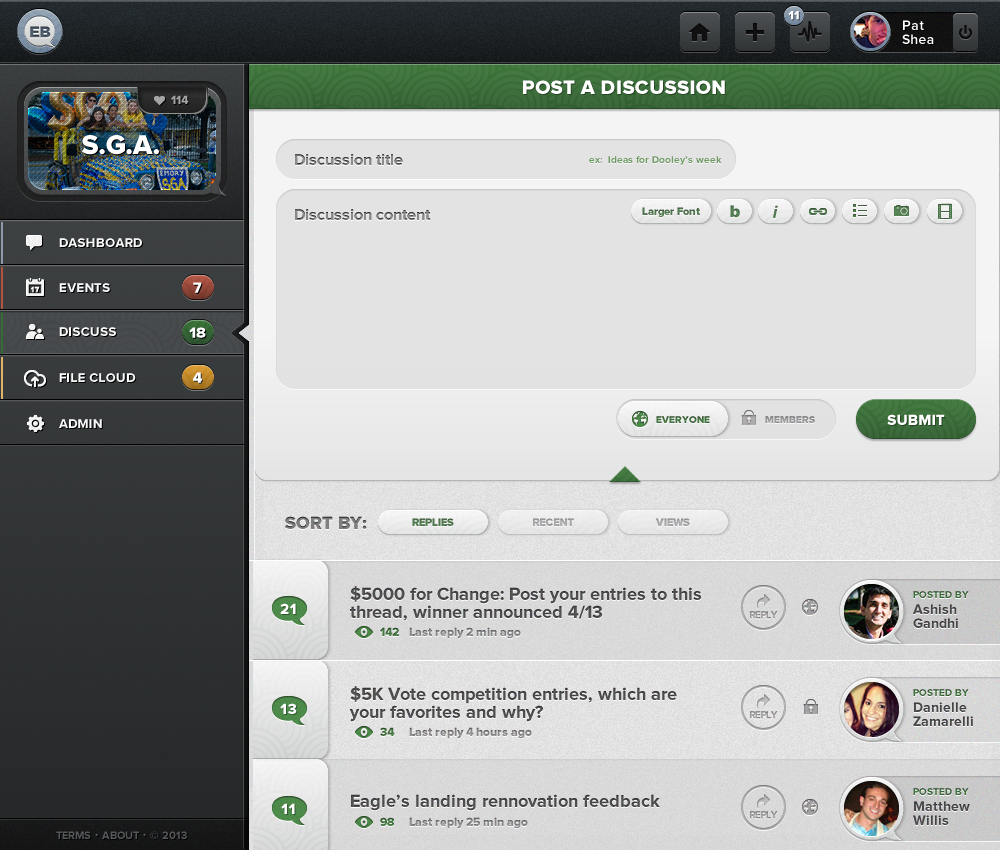 EB
11
Pat
Shea
114
S.G.A.
EMORY
SGA
DASHBOARD
17 EVENTS 7
DISCUSS 18
FILE CLOUD 4
ADMIN
TERMS · ABOUT · © 2013
POST A DISCUSSION
Discussion title ex: Ideas for Dooley's week
Discussion content Larger Font b i
EVERYONE MEMBERS SUBMIT
SORT BY: REPLIES RECENT VIEWS
21
$5000 for Change: Post your entries to this
thread, winner announced 4/13
142 Last reply 2 min ago
REPLY
POSTED BY
Ashish
Gandhi
13
$5K Vote competition entries, which are
your favorites and why?
34 Last reply 4 hours ago
REPLY
POSTED BY
Danielle
Zamarelli
11
Eagle's landing rennovation feedback
98 Last reply 25 min ago
REPLY
POSTED BY
Matthew
Willis